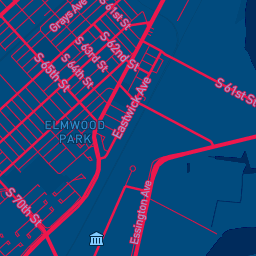 Grays Ave
S 61st St
S 62nd St
S 63rd St
S 64th St
S 65th St
Eastwick Ave
S 61st St
ELMWOOD
PARK
S 70th St
Essington Ave